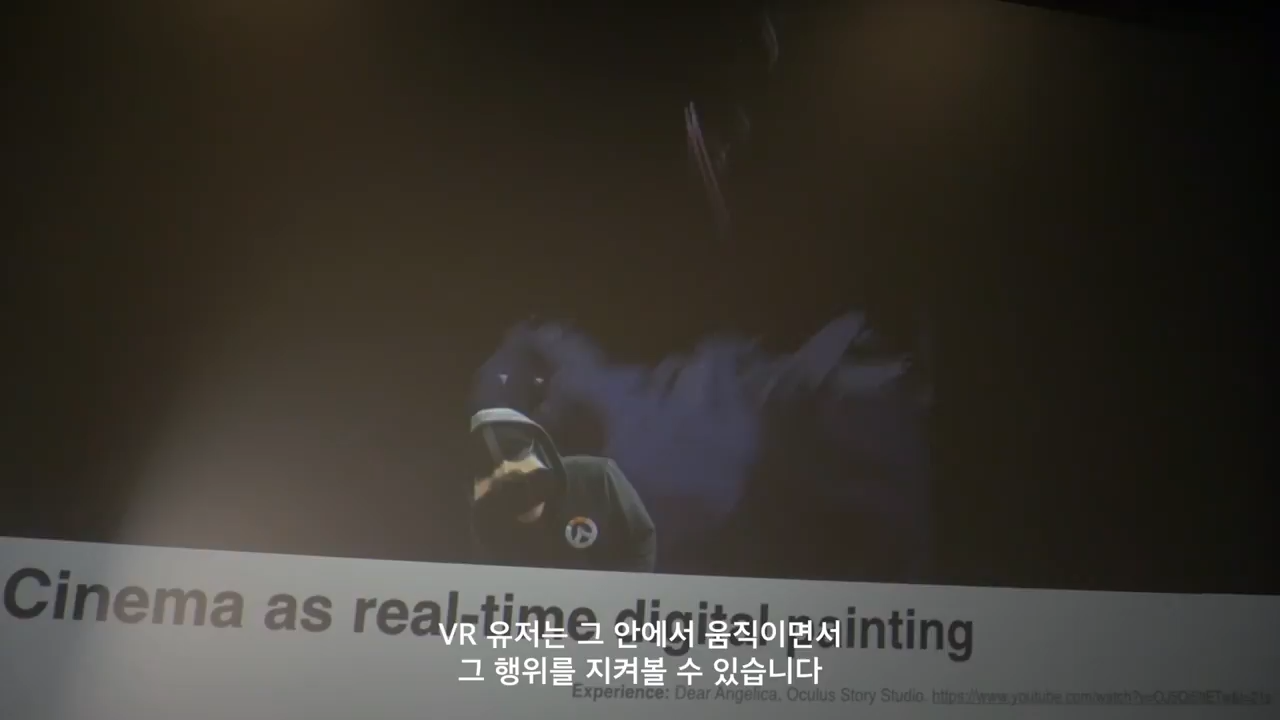 Cinema as real-time digital painting
VR 유저는 그 안에서 움직이면서
그 행위를 지켜볼 수 있습니다
Experience: Dear Angelica. Oculus Story Studio.